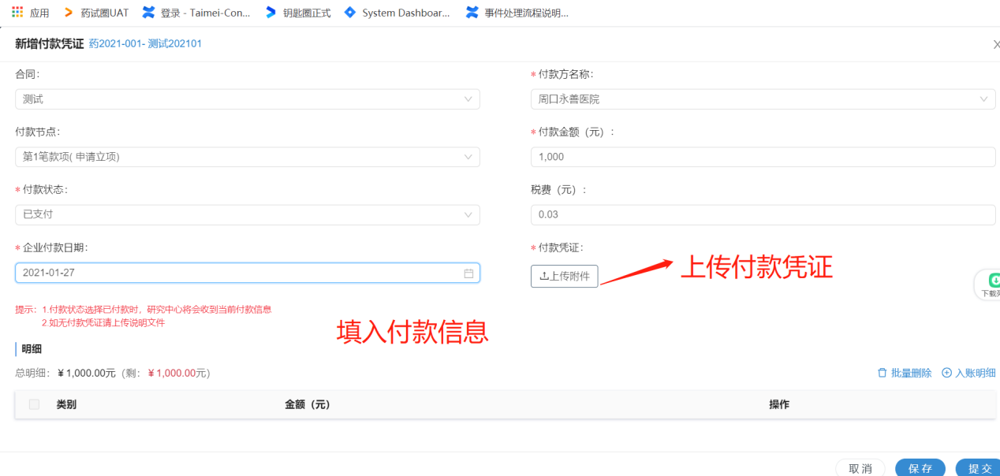 应用 药试圈UAT 登录 - Taimei-Con... 钥匙圈正式 System Dashboar... 事件处理流程说明...
新增付款凭证 药2021-001- 测试202101
合同: * 付款方名称:
测试 周口永善医院
付款节点: * 付款金额（元）:
第1笔款项( 申请立项) 1,000
* 付款状态: 税费（元）:
已支付 0.03
* 企业付款日期: * 付款凭证:
2021-01-27 上传附件 上传付款凭证
提示: 1.付款状态选择已付款时，研究中心将会收到当前付款信息
2.如无付款凭证请上传说明文件
填入付款信息
明细
总明细: ¥ 1,000.00元 (剩: ¥ 1,000.00元) 批量删除 入账明细
类别 金额（元） 操作
取消 保存 提交